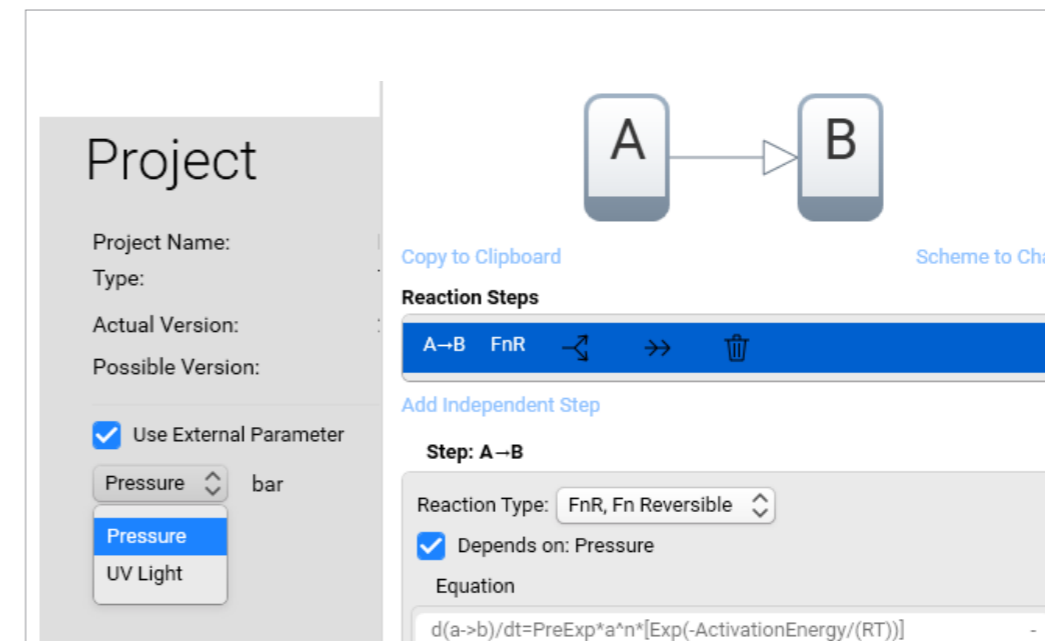 Project
Project Name:
Type:
Actual Version:
Possible Version:
Use External Parameter
Pressure bar
Pressure
UV Light
A B
Copy to Clipboard Scheme to Cha
Reaction Steps
A→B FnR
Add Independent Step
Step: A→B
Reaction Type: FnR, Fn Reversible
Depends on: Pressure
Equation
d(a->b)/dt=PreExp*a^n*[Exp(-ActivationEnergy/(RT))] -